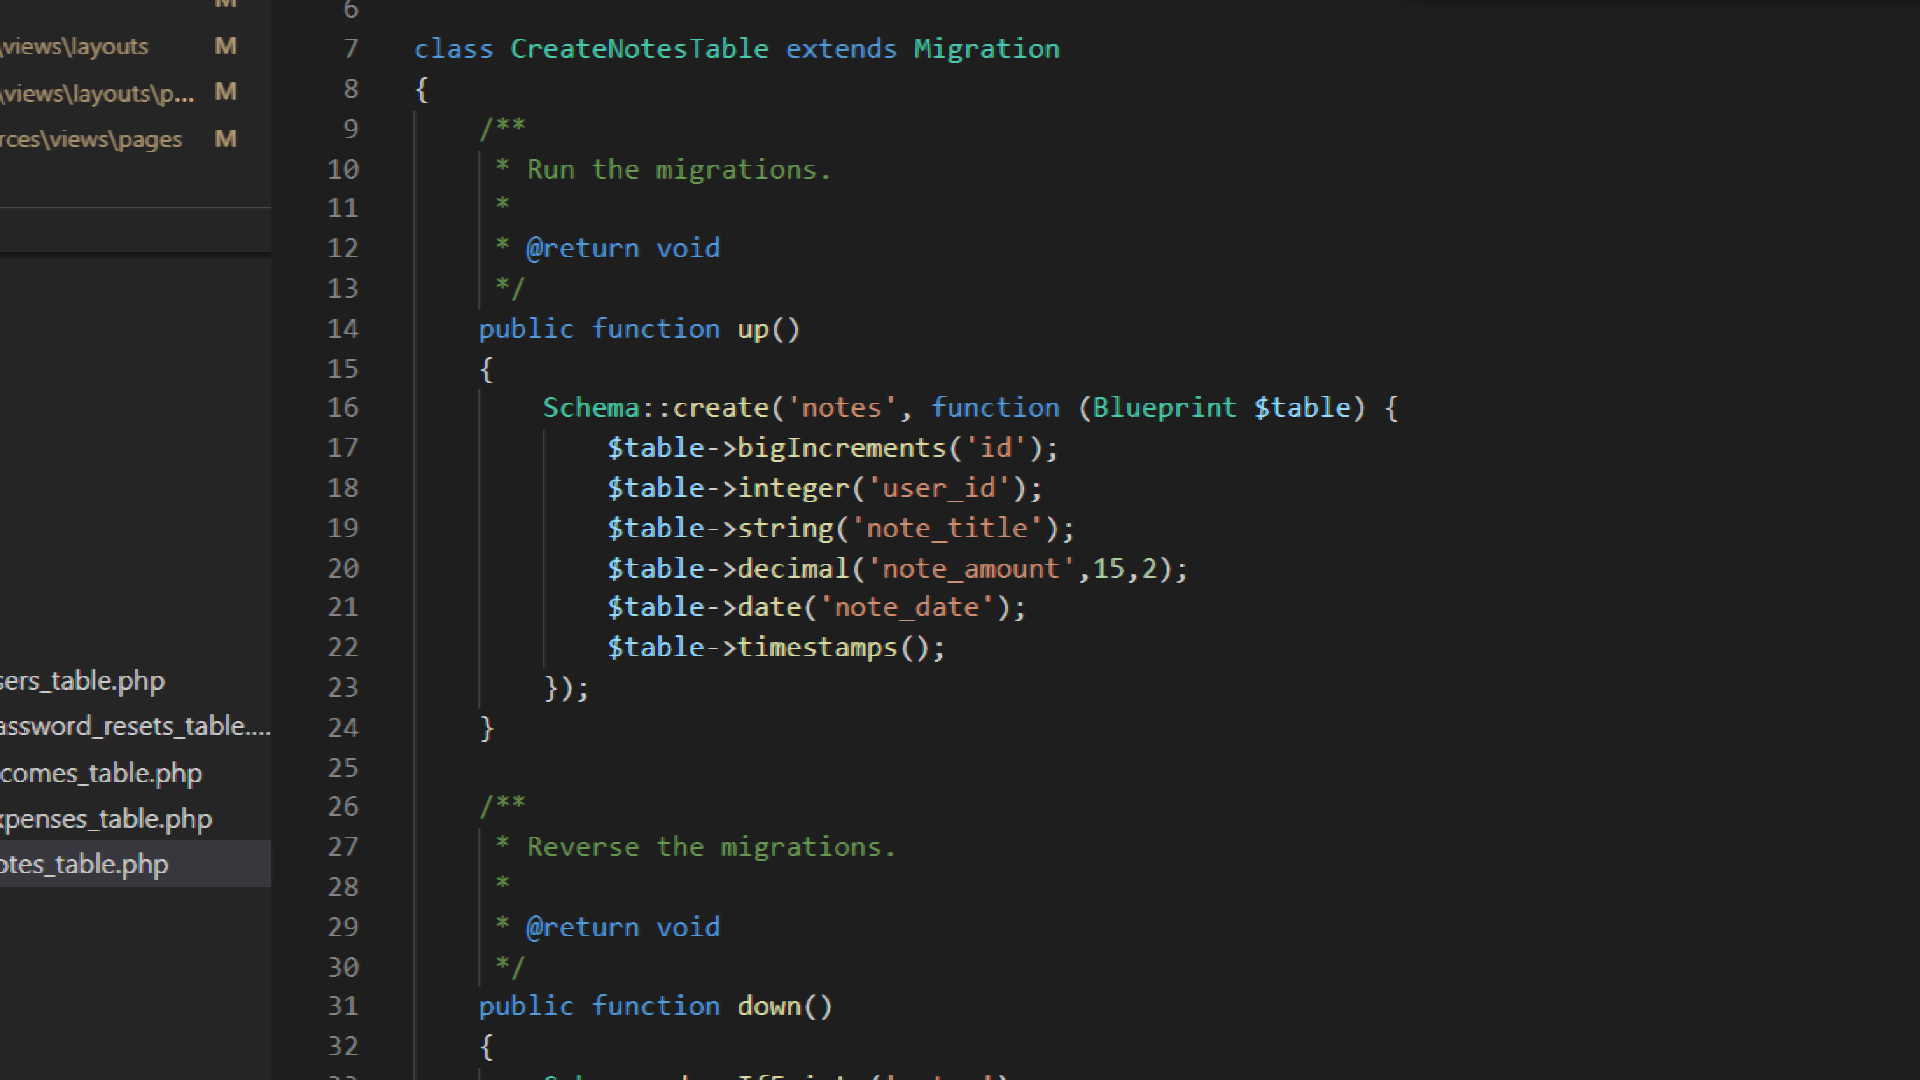 M
\views\layouts M
\views\layouts\p... M
rces\views\pages M
sers_table.php
assword_resets_table....
comes_table.php
xpenses_table.php
otes_table.php
6
7 class CreateNotesTable extends Migration
8 {
9 /**
10 * Run the migrations.
11 *
12 * @return void
13 */
14 public function up()
15 {
16 Schema::create('notes', function (Blueprint $table) {
17 $table->bigIncrements('id');
18 $table->integer('user_id');
19 $table->string('note_title');
20 $table->decimal('note_amount',15,2);
21 $table->date('note_date');
22 $table->timestamps();
23 });
24 }
25
26 /**
27 * Reverse the migrations.
28 *
29 * @return void
30 */
31 public function down()
32 {